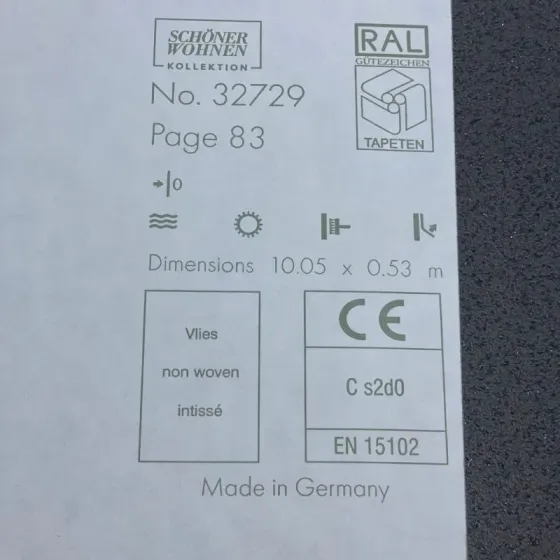 SCHÖNER
WOHNEN
KOLLEKTION
RAL
GÜTEZEICHEN
TAPETEN
No. 32729
Page 83
0
Dimensions 10.05 x 0.53 m
Vlies
non woven
intissé
CE
C s2d0
EN 15102
Made in Germany